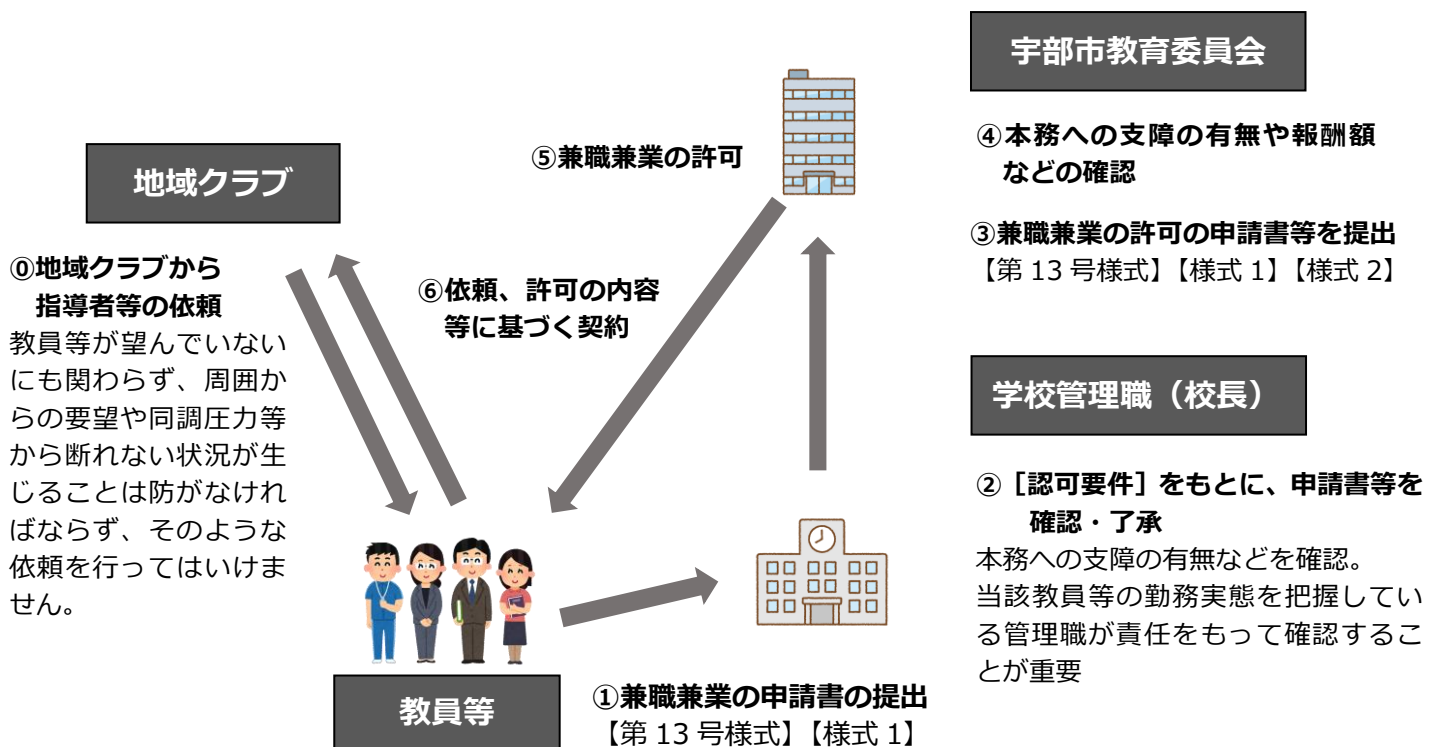 地域クラブ
⓪地域クラブから
指導者等の依頼
教員等が望んでいない
にも関わらず、周囲か
らの要望や同調圧力等
から断れない状況が生
じることは防がなけれ
ばならず、そのような
依頼を行ってはいけま
せん。
⑤兼職兼業の許可
⑥依頼、許可の内容
等に基づく契約
教員等
①兼職兼業の申請書の提出
【第 13 号様式】【様式 1】
宇部市教育委員会
④本務への支障の有無や報酬額
などの確認
③兼職兼業の許可の申請書等を提出
【第 13 号様式】【様式 1】【様式 2】
学校管理職（校長）
②［認可要件］をもとに、申請書等を
確認・了承
本務への支障の有無などを確認。
当該教員等の勤務実態を把握してい
る管理職が責任をもって確認するこ
とが重要